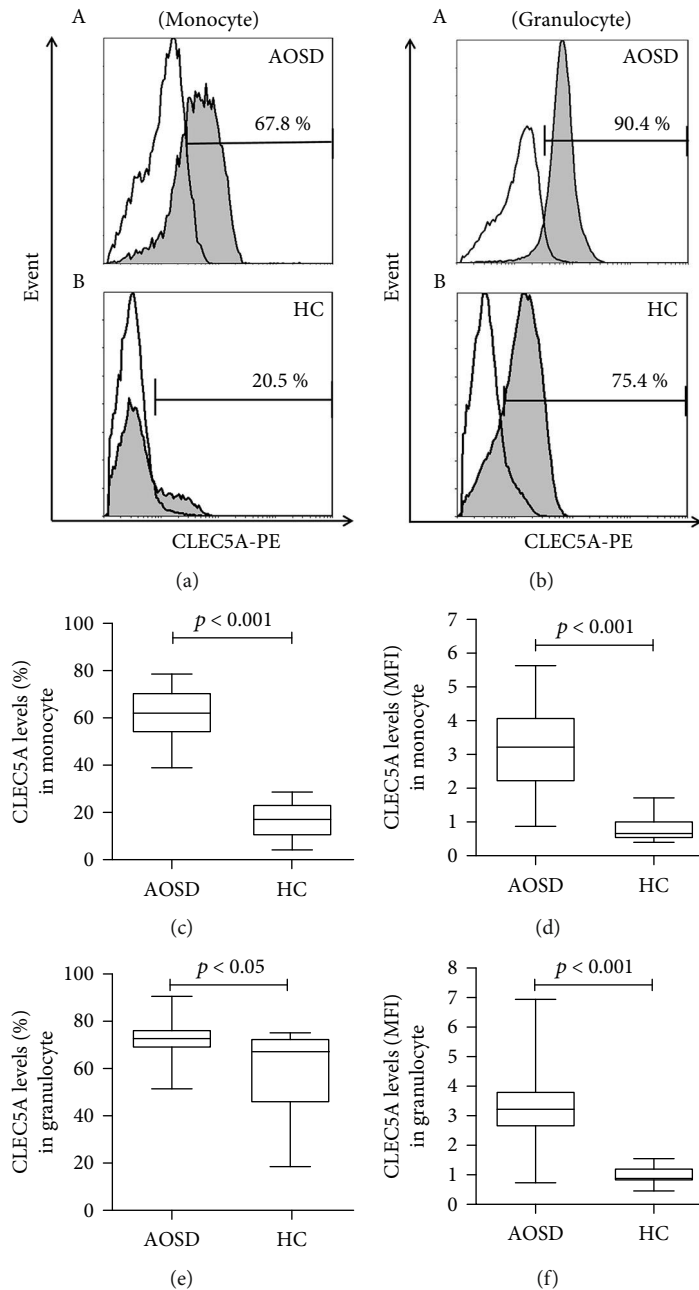 A
(Monocyte)
AOSD
67.8 %
B
HC
20.5 %
Event
CLEC5A-PE
(a)
A
(Granulocyte)
AOSD
90.4 %
B
HC
75.4 %
Event
CLEC5A-PE
(b)
CLEC5A levels (%)
in monocyte
100
80
60
40
20
0
p < 0.001
AOSD
HC
(c)
CLEC5A levels (MFI)
in monocyte
7
6
5
4
3
2
1
0
p < 0.001
AOSD
HC
(d)
CLEC5A levels (%)
in granulocyte
100
80
60
40
20
0
p < 0.05
AOSD
HC
(e)
CLEC5A levels (MFI)
in granulocyte
8
7
6
5
4
3
2
1
0
p < 0.001
AOSD
HC
(f)